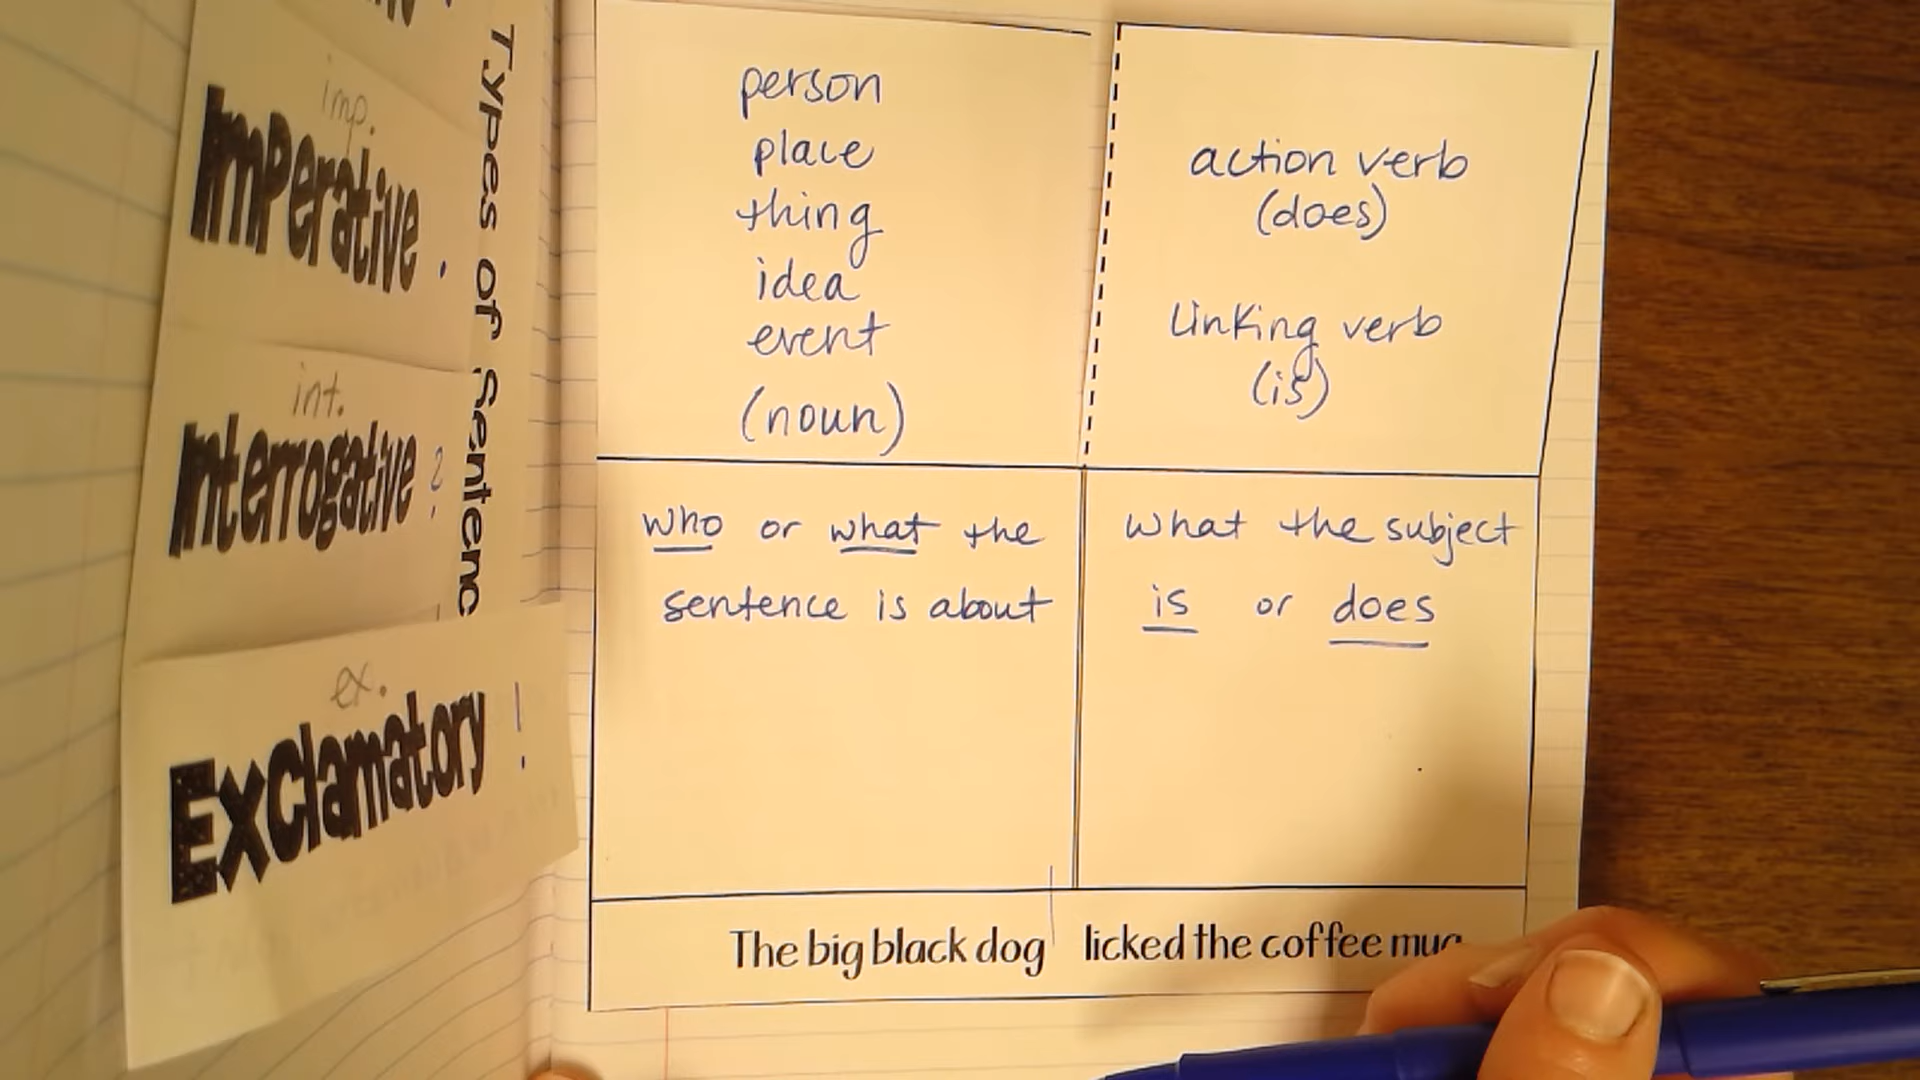 imp.
Imperative .
int.
Interrogative ?
ex.
Exclamatory !
Types of Sentenc
person
place
thing
idea
event
(noun)
action verb
(does)
linking verb
(is)
who or what the
sentence is about
what the subject
is or does
The big black dog licked the coffee mug